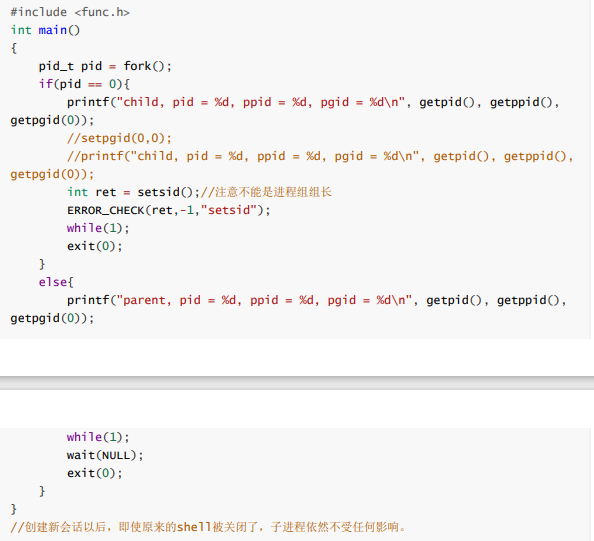 #include <func.h>
int main()
{
    pid_t pid = fork();
    if(pid == 0){
        printf("child, pid = %d, ppid = %d, pgid = %d\n", getpid(), getppid(),
getpgid(0));
        //setpgid(0,0);
        //printf("child, pid = %d, ppid = %d, pgid = %d\n", getpid(), getppid(),
getpgid(0));
        int ret = setsid();//注意不能是进程组组长
        ERROR_CHECK(ret,-1,"setsid");
        while(1);
        exit(0);
    }
    else{
        printf("parent, pid = %d, ppid = %d, pgid = %d\n", getpid(), getppid(),
getpgid(0));
        while(1);
        wait(NULL);
        exit(0);
    }
}
//创建新会话以后，即使原来的shell被关闭了，子进程依然不受任何影响。